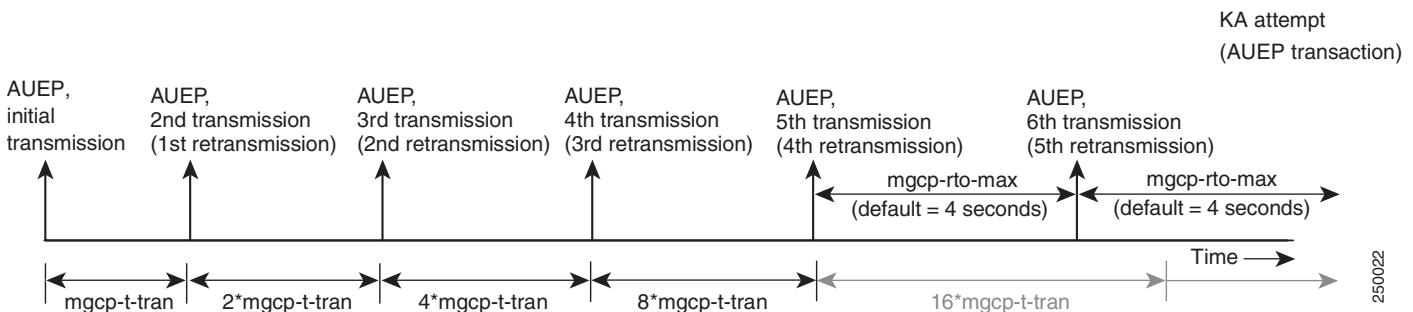 KA attempt
(AUEP transaction)
AUEP,
initial
transmission
AUEP,
2nd transmission
(1st retransmission)
AUEP,
3rd transmission
(2nd retransmission)
AUEP,
4th transmission
(3rd retransmission)
AUEP,
5th transmission
(4th retransmission)
AUEP,
6th transmission
(5th retransmission)
mgcp-rto-max
(default = 4 seconds)
mgcp-rto-max
(default = 4 seconds)
Time
mgcp-t-tran
2*mgcp-t-tran
4*mgcp-t-tran
8*mgcp-t-tran
16*mgcp-t-tran
250022